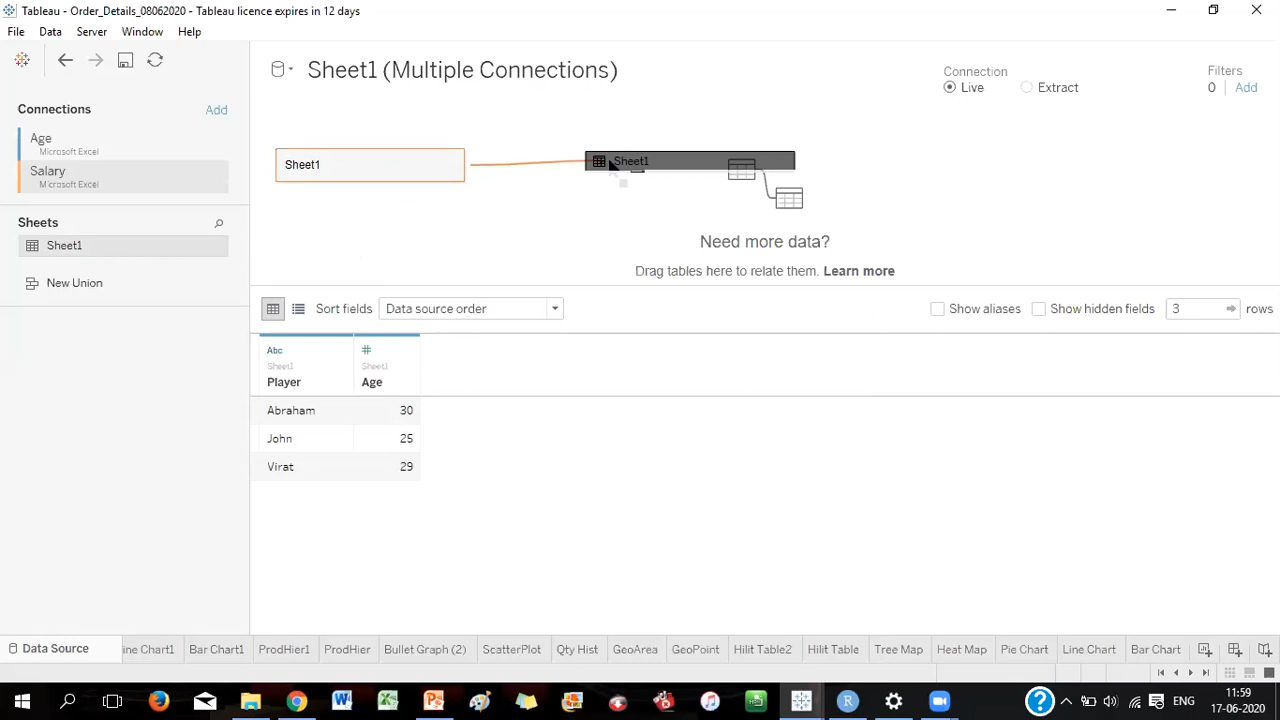 Tableau - Order_Details_08062020 - Tableau licence expires in 12 days
File Data Server Window Help
Sheet1 (Multiple Connections)
Connection
Live Extract
Filters
0 Add
Connections Add
Age
Microsoft Excel
Salary
Microsoft Excel
Sheets
Sheet1
New Union
Sheet1
Sheet1
Need more data?
Drag tables here to relate them. Learn more
Sort fields Data source order Show aliases Show hidden fields 3 rows
Abc
Sheet1 Sheet1
Player Age
Abraham 30
John 25
Virat 29
Data Source ine Chart1 Bar Chart1 ProdHier1 ProdHier Bullet Graph (2) ScatterPlot Qty Hist GeoArea GeoPoint Hilit Table2 Hilit Table Tree Map Heat Map Pie Chart Line Chart Bar Chart
ENG
11:59
17-06-2020